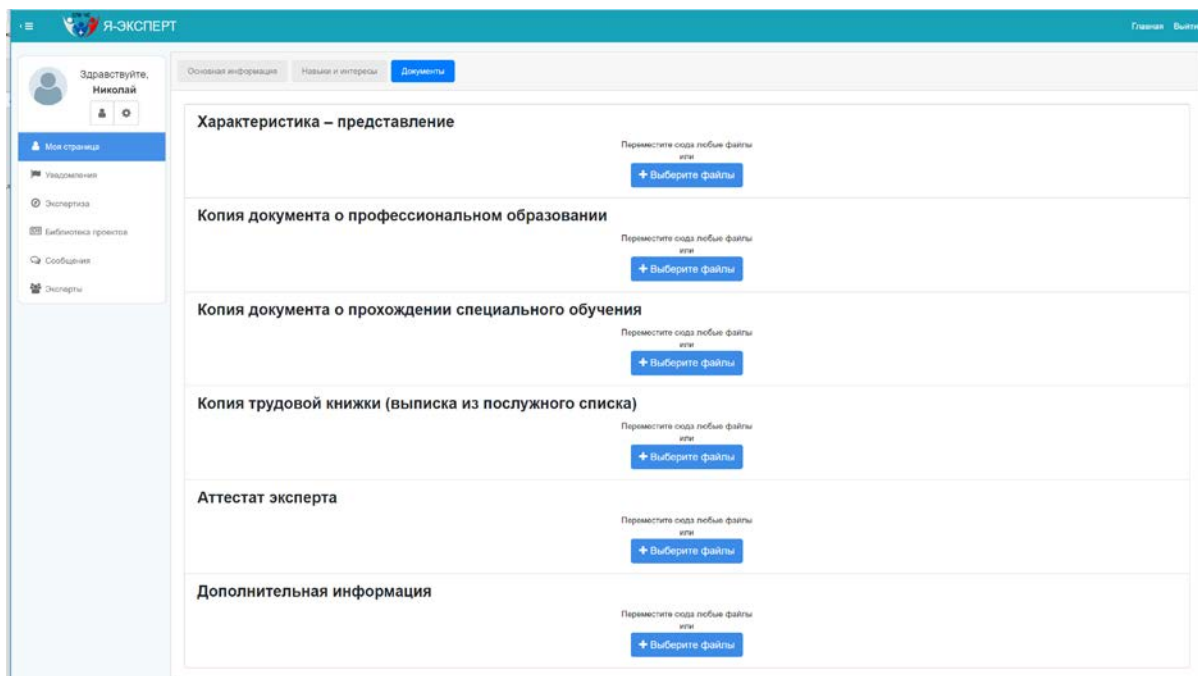 Я-ЭКСПЕРТ
Главная Выйти
Здравствуйте,
Николай
Моя страница
Уведомления
Экспертиза
Библиотека проектов
Сообщения
Эксперты
Основная информация Навыки и интересы Документы
Характеристика – представление
Переместите сюда любые файлы
или
+ Выберите файлы
Копия документа о профессиональном образовании
Переместите сюда любые файлы
или
+ Выберите файлы
Копия документа о прохождении специального обучения
Переместите сюда любые файлы
или
+ Выберите файлы
Копия трудовой книжки (выписка из послужного списка)
Переместите сюда любые файлы
или
+ Выберите файлы
Аттестат эксперта
Переместите сюда любые файлы
или
+ Выберите файлы
Дополнительная информация
Переместите сюда любые файлы
или
+ Выберите файлы